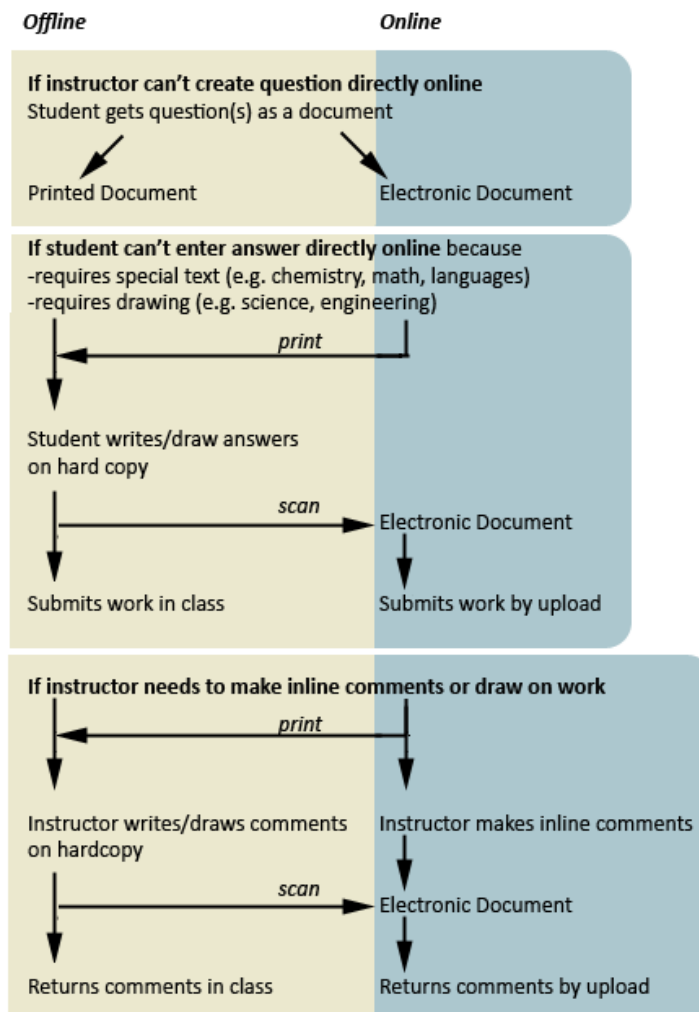 Offline
Online
If instructor can't create question directly online
Student gets question(s) as a document
Printed Document
Electronic Document
If student can't enter answer directly online because
-requires special text (e.g. chemistry, math, languages)
-requires drawing (e.g. science, engineering)
print
Student writes/draw answers
on hard copy
scan
Electronic Document
Submits work in class
Submits work by upload
If instructor needs to make inline comments or draw on work
print
Instructor writes/draws comments
on hardcopy
Instructor makes inline comments
scan
Electronic Document
Returns comments in class
Returns comments by upload